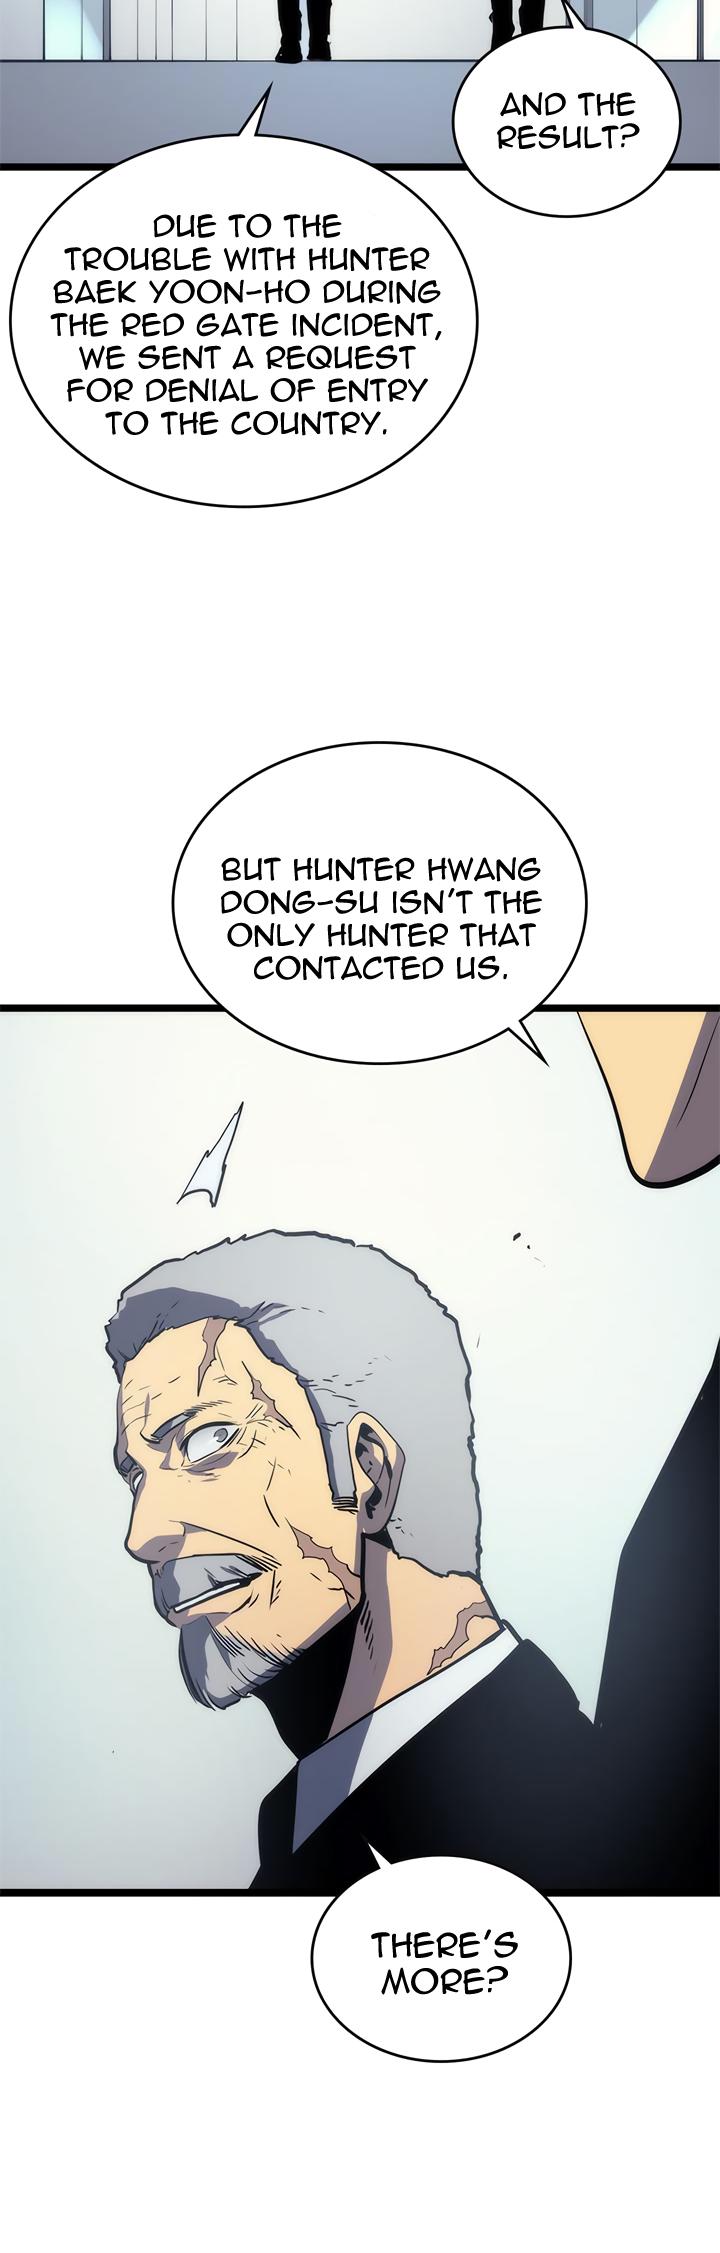 AND THE
RESULT?
DUE TO THE
TROUBLE WITH HUNTER
BAEK YOON-HO DURING
THE RED GATE INCIDENT,
WE SENT A REQUEST
FOR DENIAL OF ENTRY
TO THE COUNTRY.
BUT HUNTER HWANG
DONG-SU ISN'T THE
ONLY HUNTER THAT
CONTACTED US.
THERE'S
MORE?